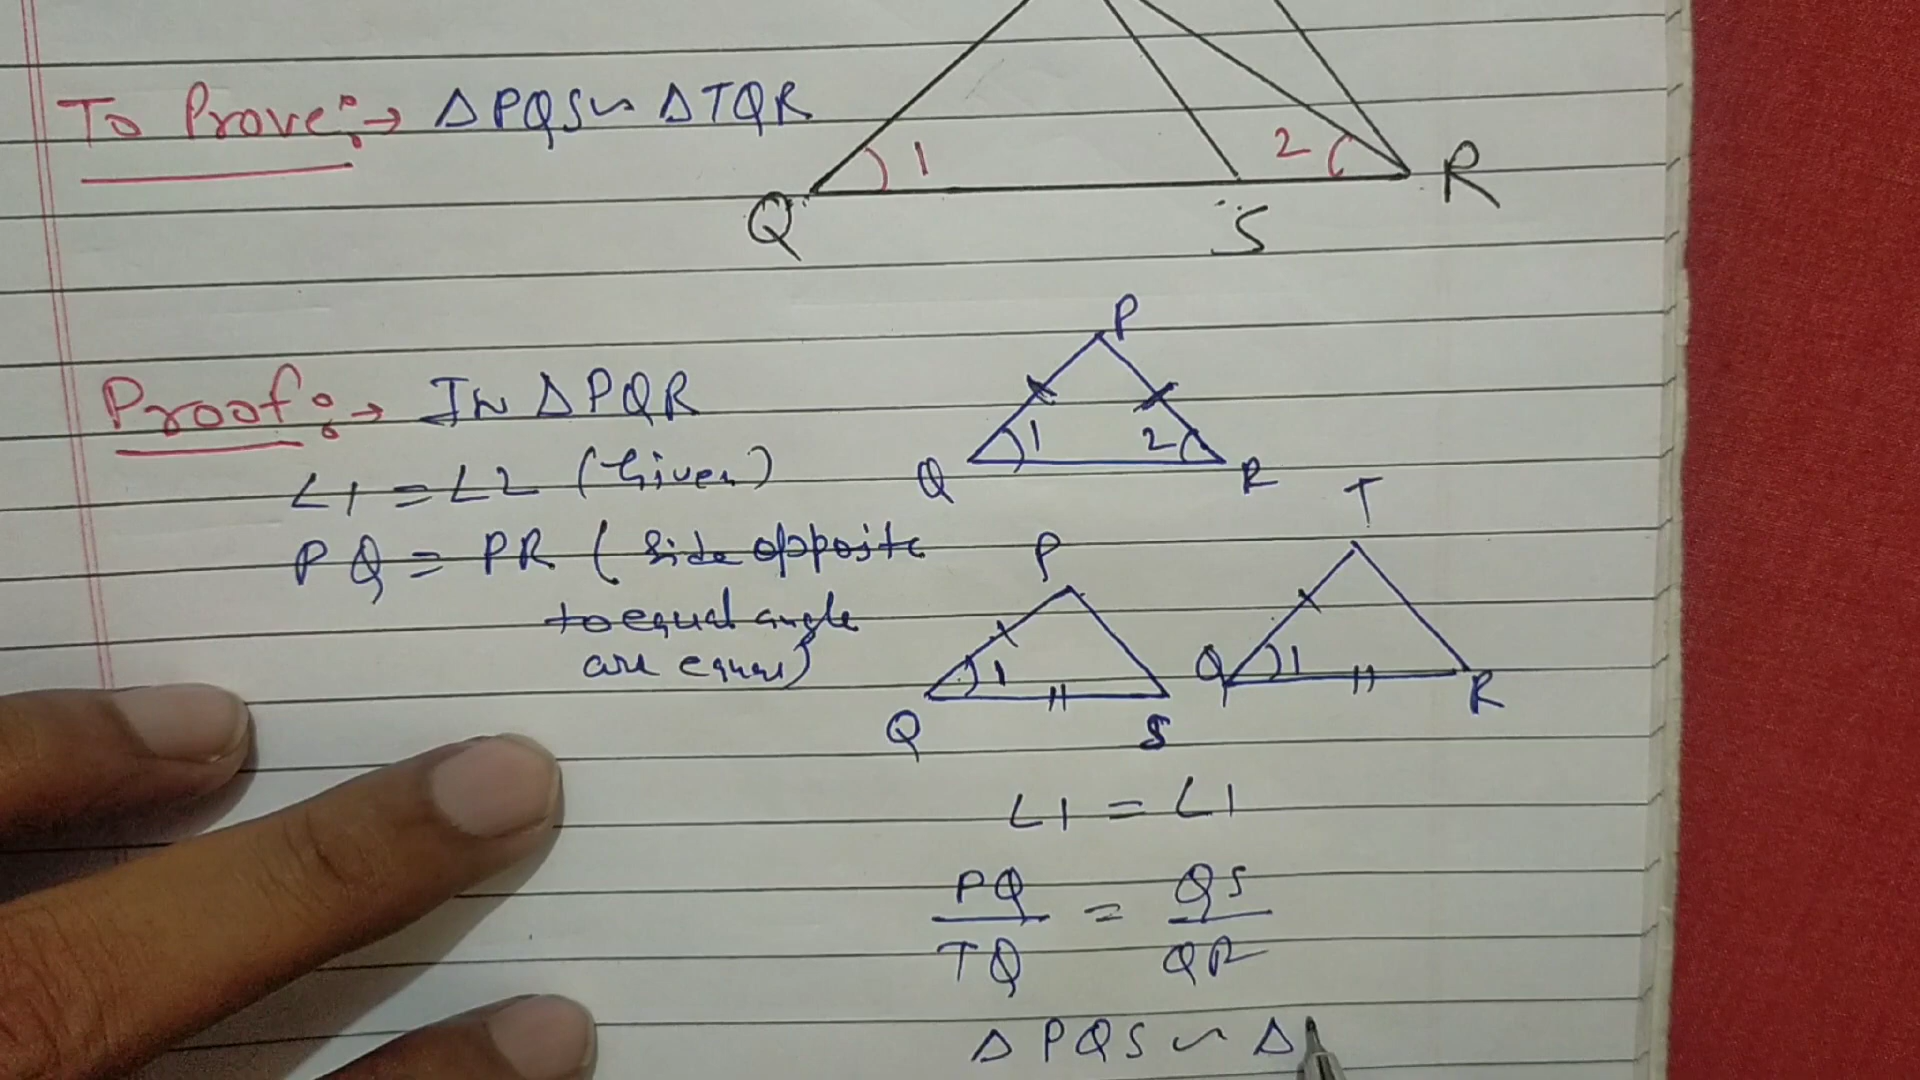 To Prove:→ ΔPQS ~ ΔTQR
1
2
Q
S
R
P
Proof:→ In ΔPQR
1
2
∠1 = ∠2 (Given)
Q
R
T
PQ = PR ( Side opposite
P
to equal angle
are equal)
1
Q
1
R
Q
S
∠1 = ∠1
PQ/TQ = QS/QR
Δ PQS ~ Δ